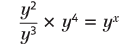 y²/y³ × y⁴ = yˣ